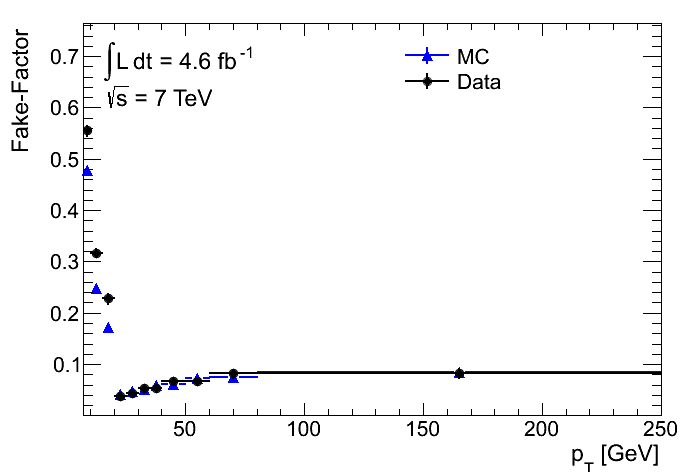 Fake-Factor
∫L dt = 4.6 fb⁻¹
√s = 7 TeV
MC
Data
0.7
0.6
0.5
0.4
0.3
0.2
0.1
50 100 150 200 250
p_T [GeV]